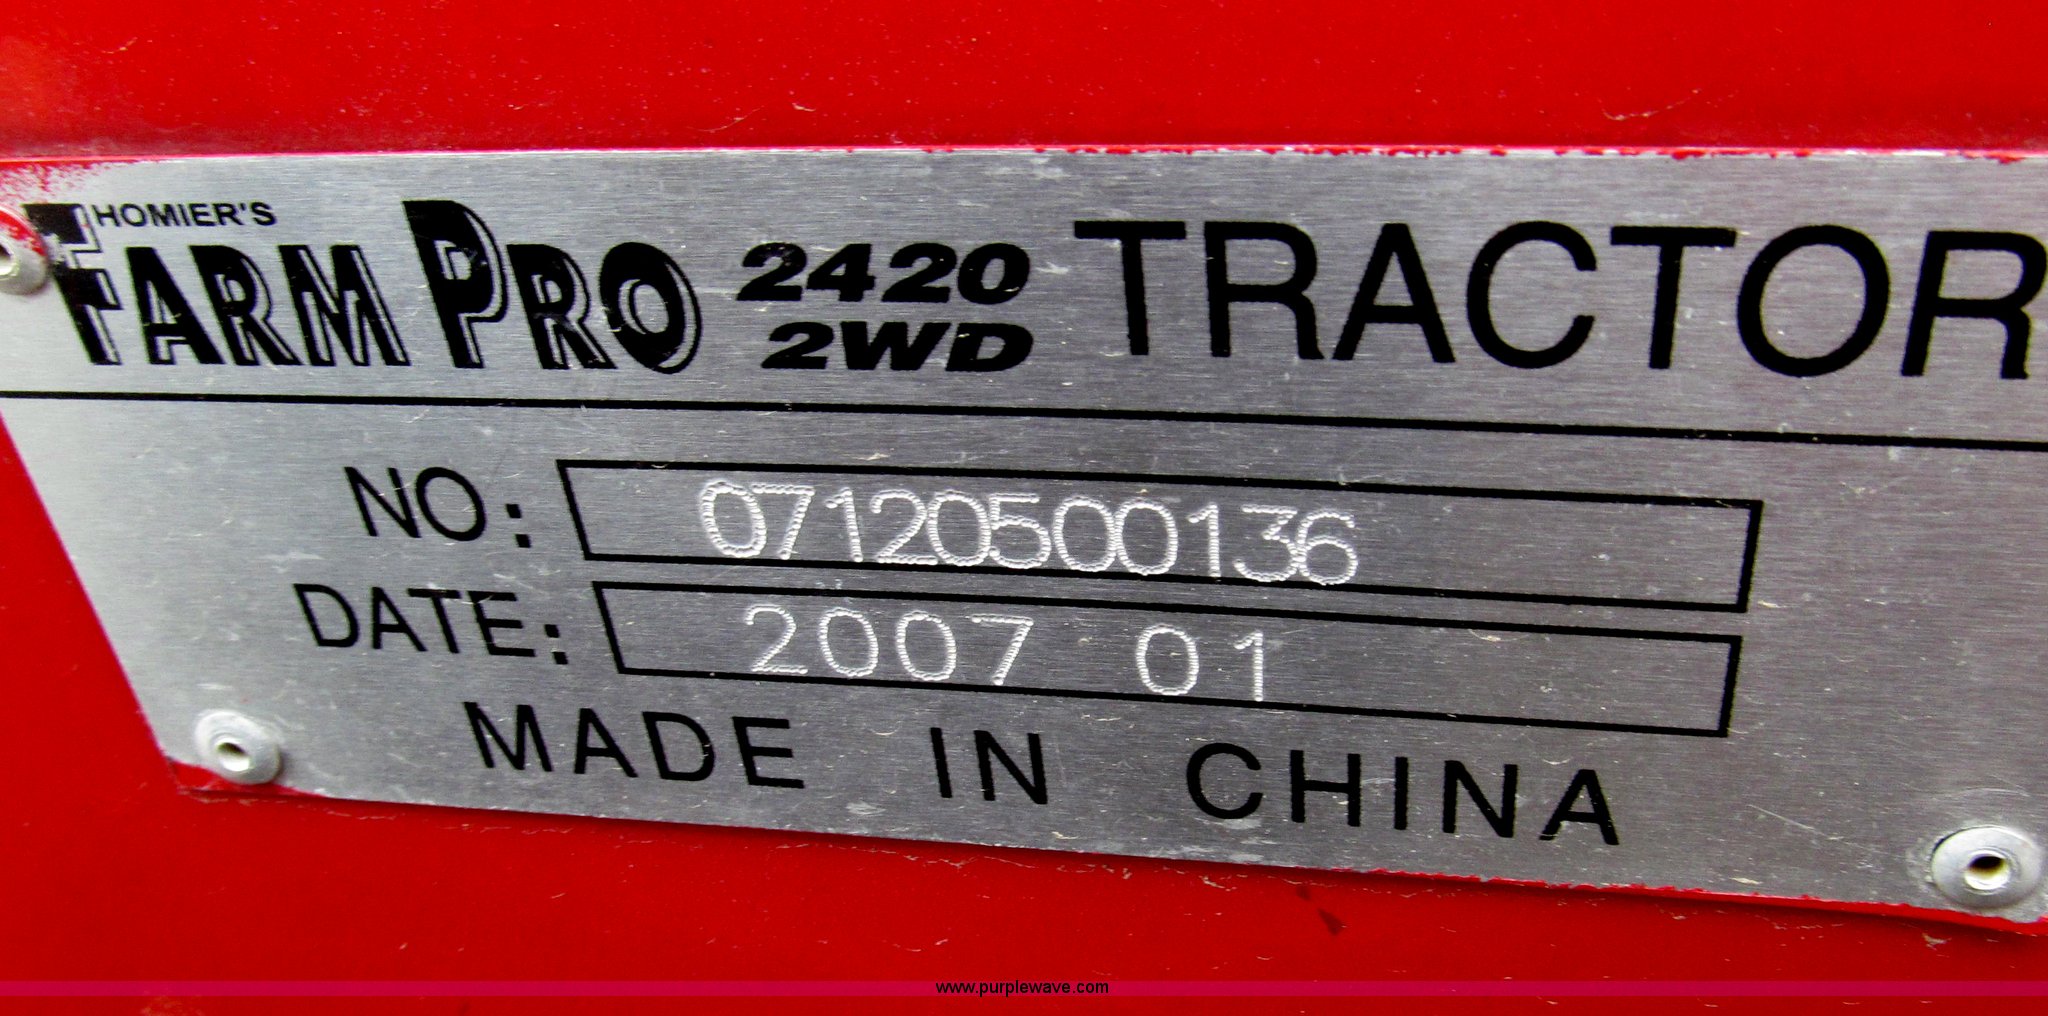 HOMIER'S
FARM PRO 2420 2WD TRACTOR
NO: 07120500136
DATE: 2007 01
MADE IN CHINA
www.purplewave.com